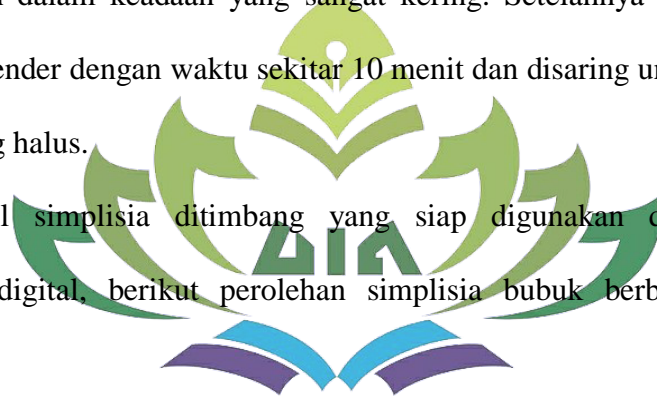 dalam keadaan yang sangat kering. Setelahnya
ender dengan waktu sekitar 10 menit dan disaring
g halus.
l simplisia ditimbang yang siap digunakan d
digital, berikut perolehan simplisia bubuk